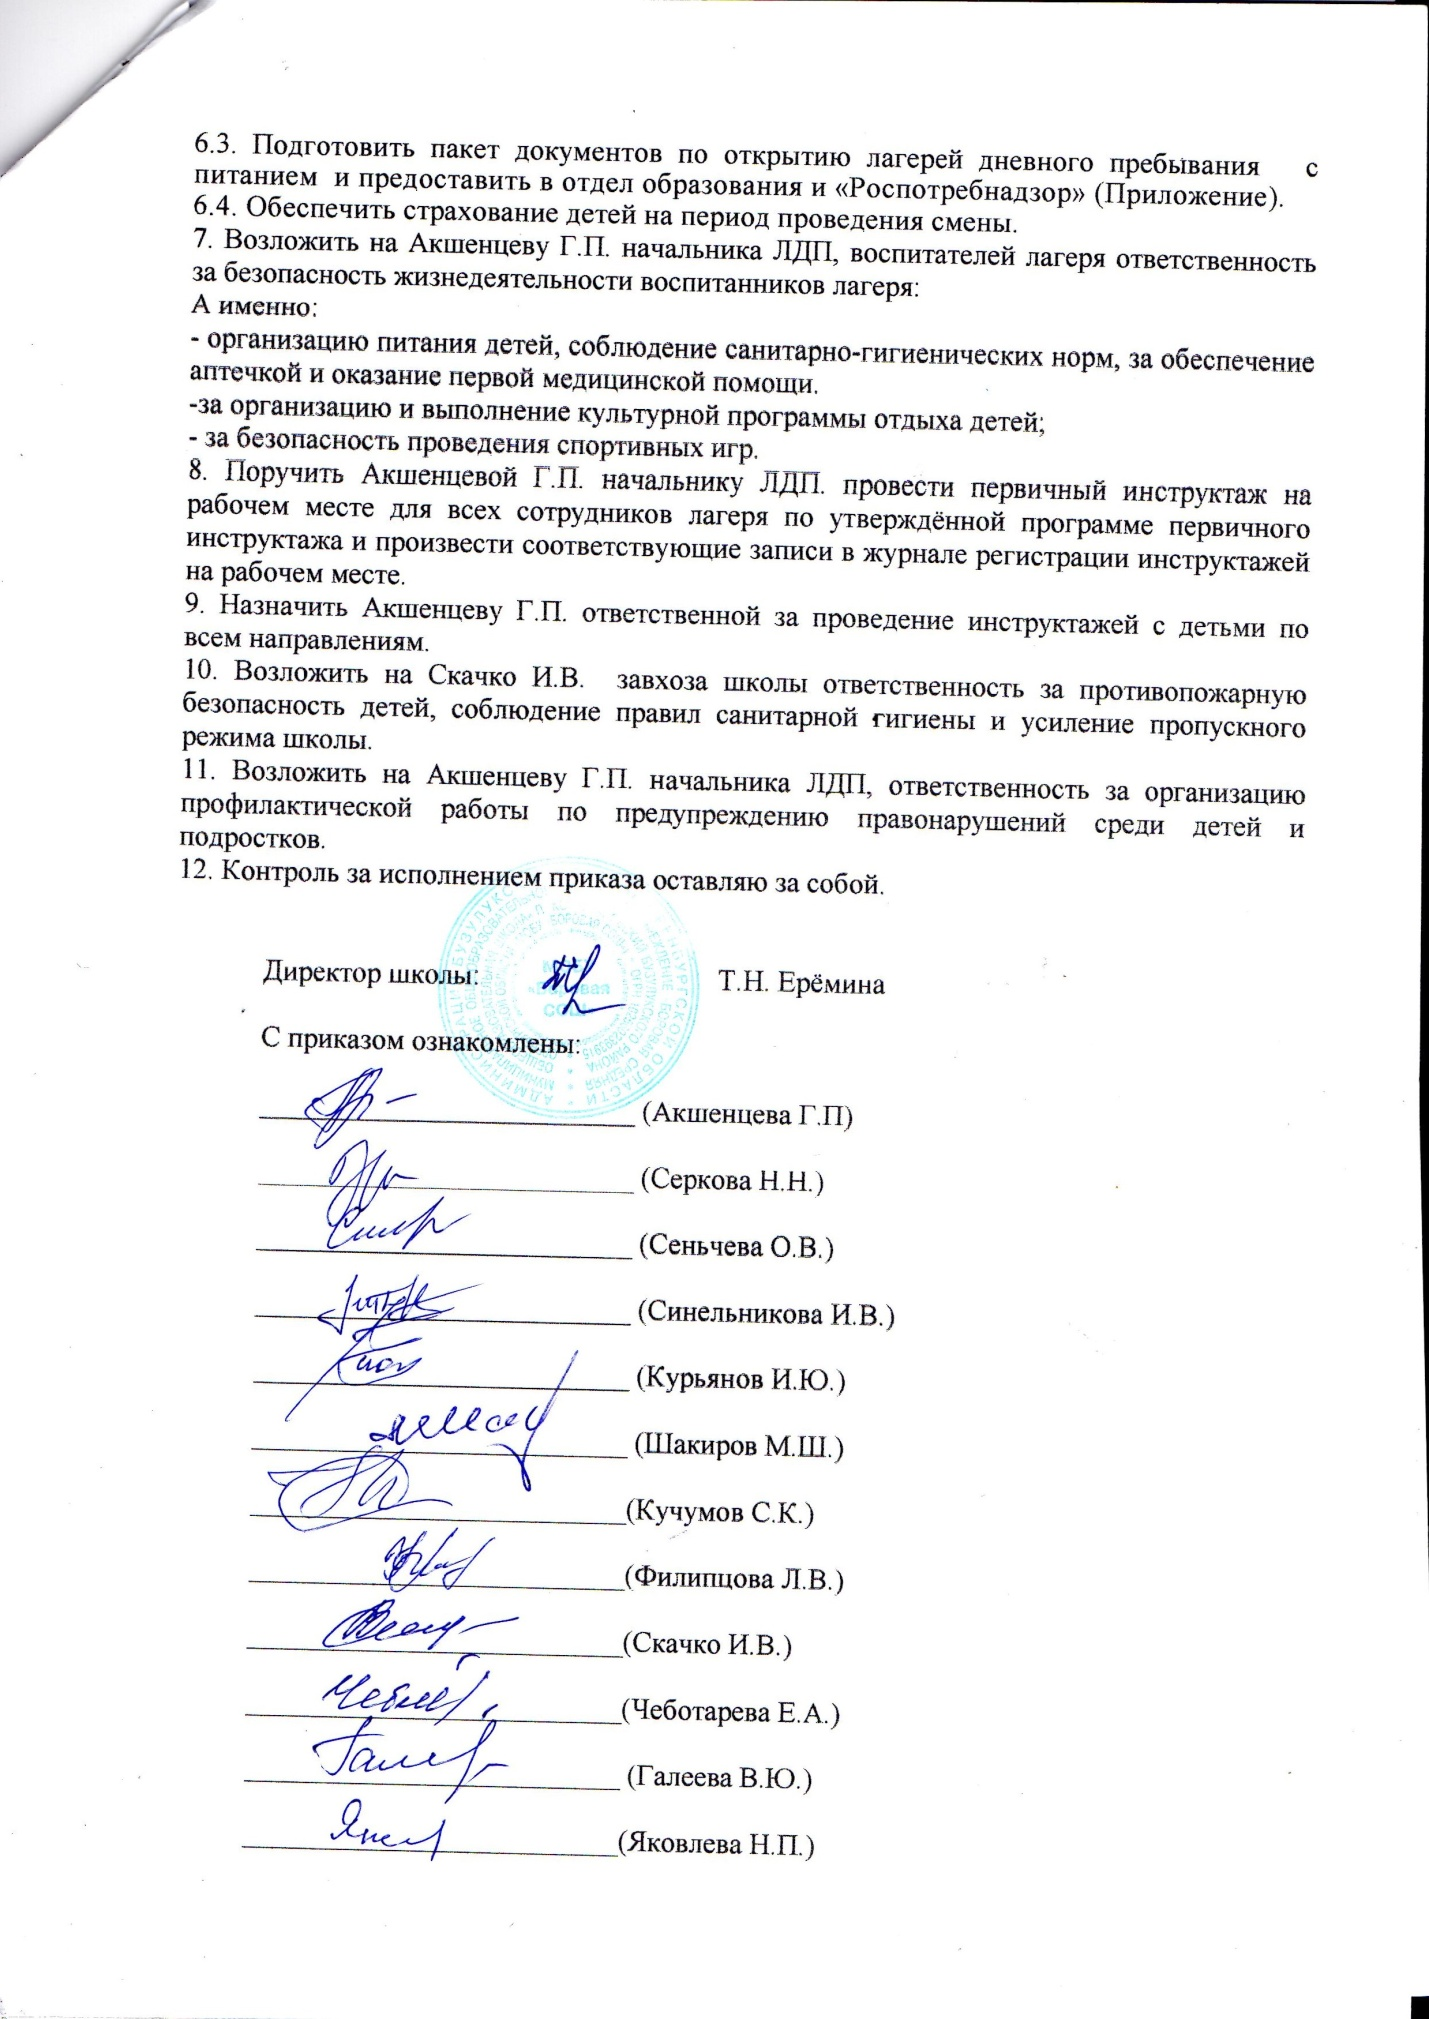 6.3. Подготовить пакет документов по открытию лагерей дневного пребывания с
питанием и предоставить в отдел образования и «Роспотребнадзор» (Приложение).
6.4. Обеспечить страхование детей на период проведения смены.
7. Возложить на Акшенцеву Г.П. начальника ЛДП, воспитателей лагеря ответственность
за безопасность жизнедеятельности воспитанников лагеря:
А именно:
- организацию питания детей, соблюдение санитарно-гигиенических норм, за обеспечение
аптечкой и оказание первой медицинской помощи.
-за организацию и выполнение культурной программы отдыха детей;
- за безопасность проведения спортивных игр.
8. Поручить Акшенцевой Г.П. начальнику ЛДП. провести первичный инструктаж на
рабочем месте для всех сотрудников лагеря по утверждённой программе первичного
инструктажа и произвести соответствующие записи в журнале регистрации инструктажей
на рабочем месте.
9. Назначить Акшенцеву Г.П. ответственной за проведение инструктажей с детьми по
всем направлениям.
10. Возложить на Скачко И.В. завхоза школы ответственность за противопожарную
безопасность детей, соблюдение правил санитарной гигиены и усиление пропускного
режима школы.
11. Возложить на Акшенцеву Г.П. начальника ЛДП, ответственность за организацию
профилактической работы по предупреждению правонарушений среди детей и
подростков.
12. Контроль за исполнением приказа оставляю за собой.
Директор школы: Т.Н. Ерёмина
С приказом ознакомлены:
(Акшенцева Г.П)
(Серкова Н.Н.)
(Сеньчева О.В.)
(Синельникова И.В.)
(Курьянов И.Ю.)
(Шакиров М.Ш.)
(Кучумов С.К.)
(Филипцова Л.В.)
(Скачко И.В.)
(Чеботарева Е.А.)
(Галеева В.Ю.)
(Яковлева Н.П.)